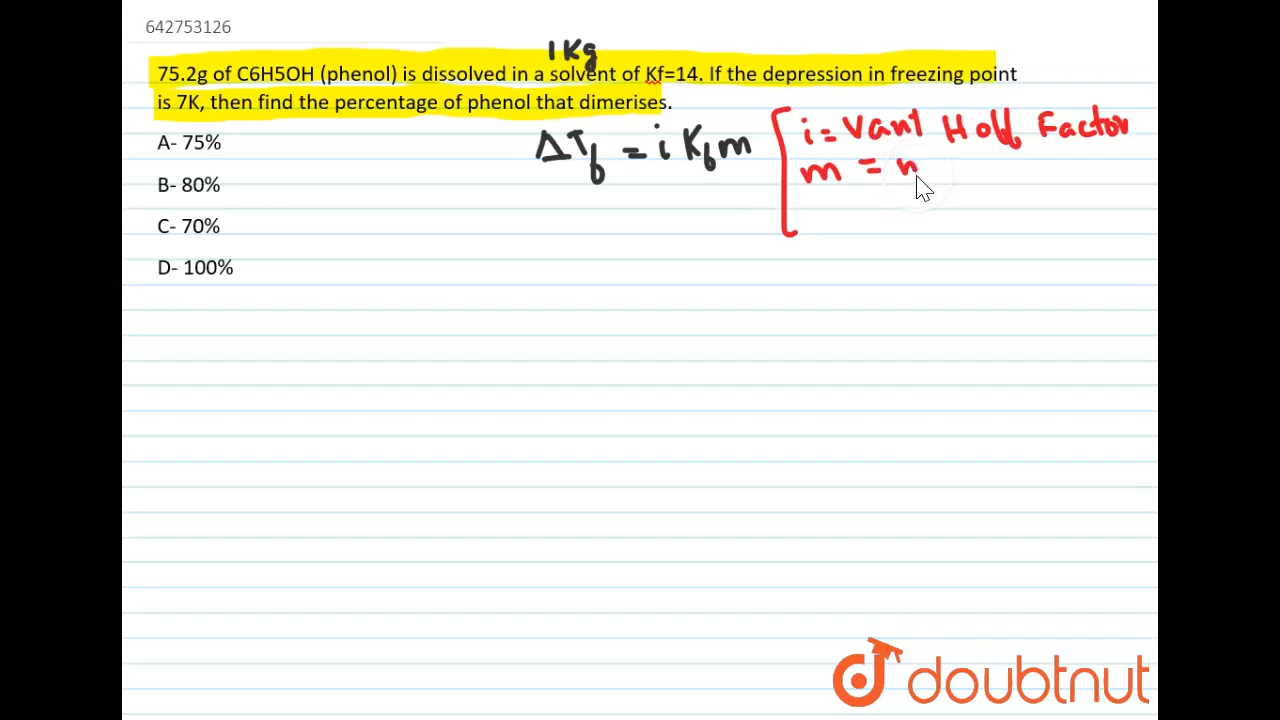 642753126
1 Kg
75.2g of C6H5OH (phenol) is dissolved in a solvent of Kf=14. If the depression in freezing point
is 7K, then find the percentage of phenol that dimerises.
A- 75%
B- 80%
C- 70%
D- 100%
ΔTf = i Kf m
i = Vant Hoff Factor
m = n
doubtnut